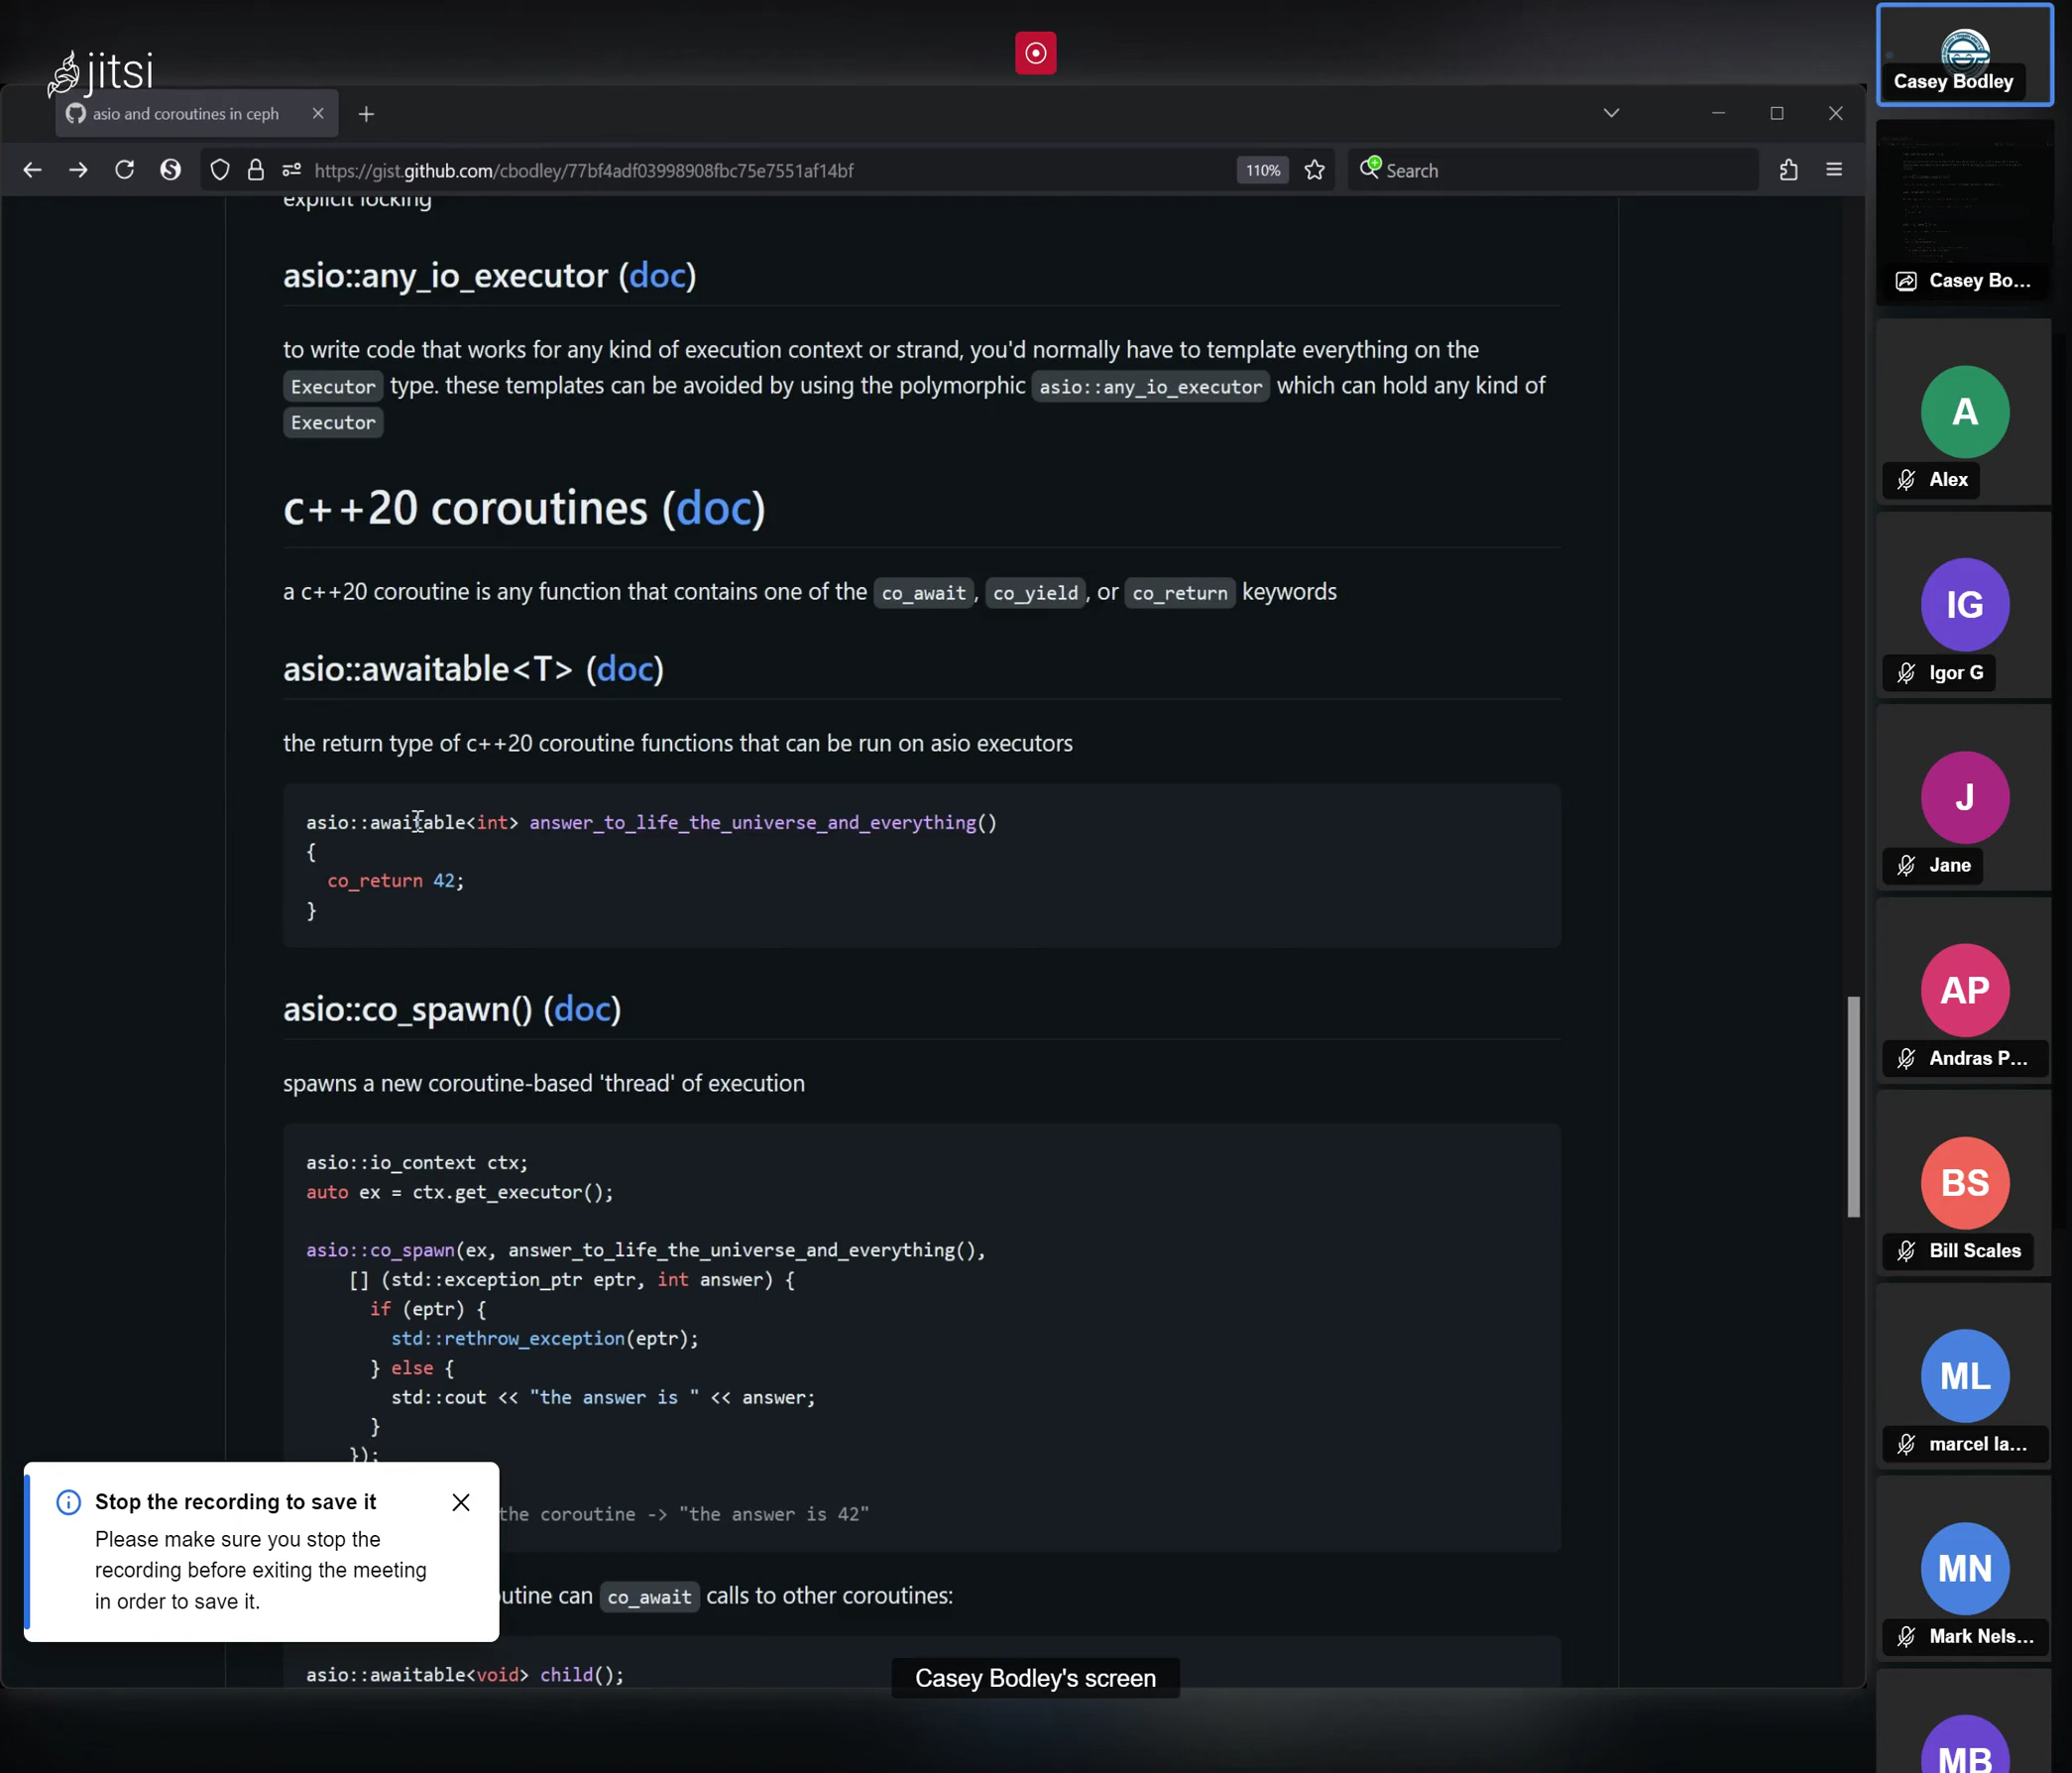 jitsi
asio and coroutines in ceph
https://gist.github.com/cbodley/77bf4adf03998908fbc75e7551af14bf
110%
Search
explicit locking
asio::any_io_executor (doc)
to write code that works for any kind of execution context or strand, you'd normally have to template everything on the
Executor type. these templates can be avoided by using the polymorphic asio::any_io_executor which can hold any kind of
Executor
c++20 coroutines (doc)
a c++20 coroutine is any function that contains one of the co_await, co_yield, or co_return keywords
asio::awaitable<T> (doc)
the return type of c++20 coroutine functions that can be run on asio executors
asio::awaitable<int> answer_to_life_the_universe_and_everything()
{
co_return 42;
}
asio::co_spawn() (doc)
spawns a new coroutine-based 'thread' of execution
asio::io_context ctx;
auto ex = ctx.get_executor();
asio::co_spawn(ex, answer_to_life_the_universe_and_everything(),
[] (std::exception_ptr eptr, int answer) {
if (eptr) {
std::rethrow_exception(eptr);
} else {
std::cout << "the answer is " << answer;
}
});
the coroutine -> "the answer is 42"
utine can co_await calls to other coroutines:
asio::awaitable<void> child();
Stop the recording to save it
Please make sure you stop the
recording before exiting the meeting
in order to save it.
Casey Bodley's screen
Casey Bodley
Casey Bo...
A
Alex
IG
Igor G
J
Jane
AP
Andras P...
BS
Bill Scales
ML
marcel la...
MN
Mark Nels...
MB